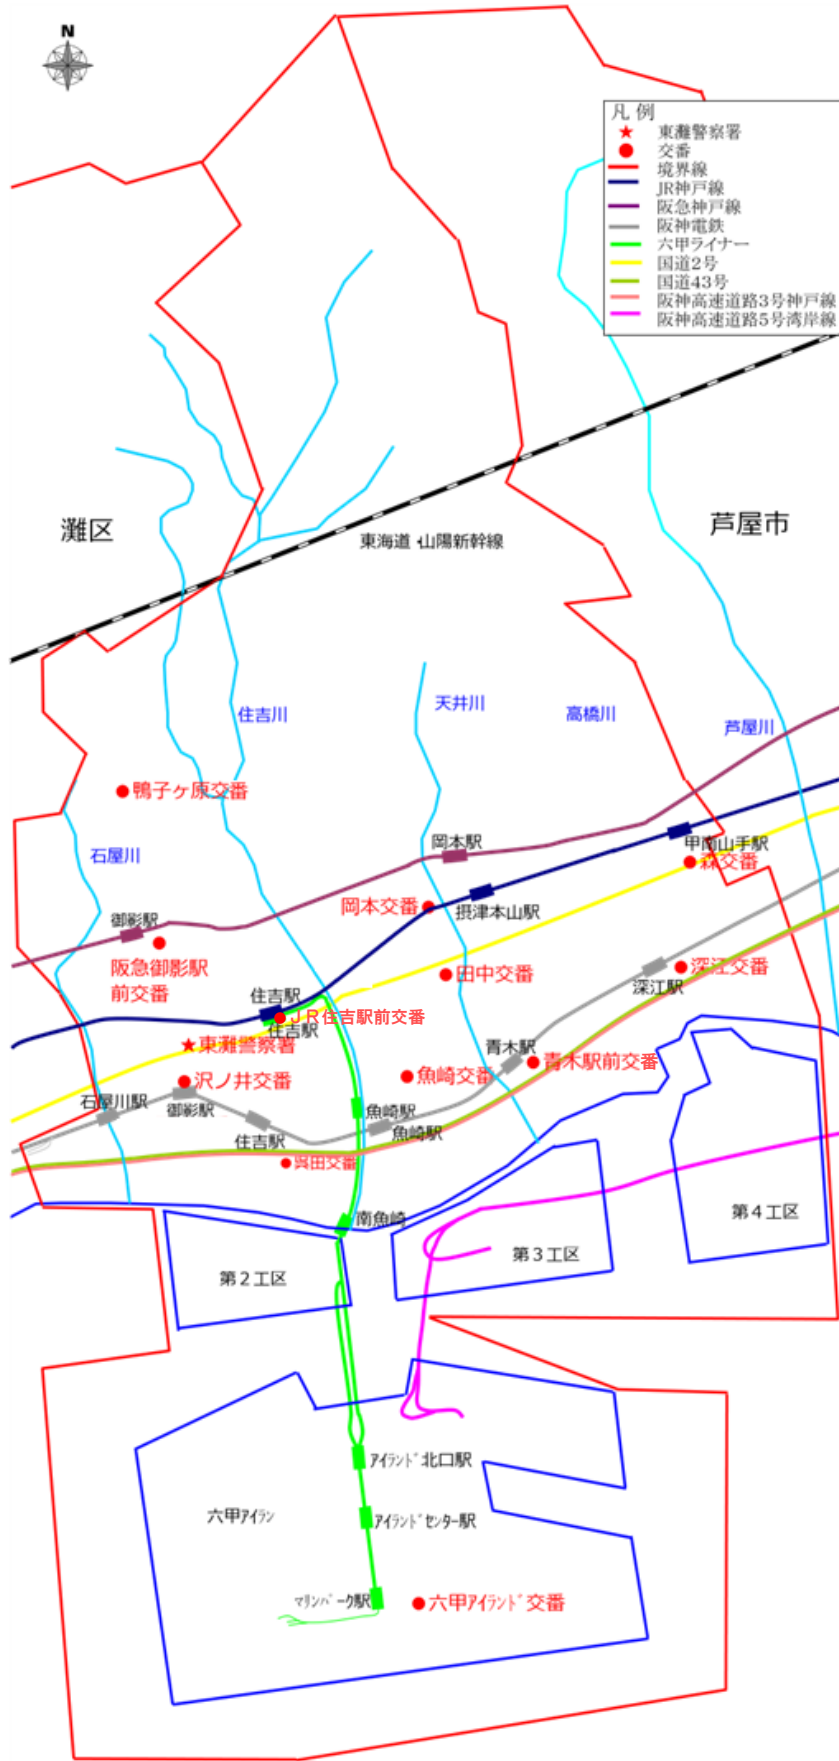 N
凡 例
東灘警察署
交番
境界線
JR神戸線
阪急神戸線
阪神電鉄
六甲ライナー
国道2号
国道43号
阪神高速道路3号神戸線
阪神高速道路5号湾岸線
灘区
芦屋市
東海道・山陽新幹線
住吉川
天井川
高橋川
芦屋川
鴨子ヶ原交番
石屋川
岡本駅
甲南山手駅
森交番
御影駅
岡本交番
摂津本山駅
阪急御影駅
前交番
田中交番
深江交番
深江駅
住吉駅
JR住吉駅前交番
住吉駅
東灘警察署
青木駅
青木駅前交番
沢ノ井交番
魚崎交番
石屋川駅
御影駅
魚崎駅
魚崎駅
住吉駅
呉田交番
南魚崎
第4工区
第3工区
第2工区
アイランド北口駅
六甲アイラン
アイランドセンター駅
マリンパーク駅
六甲アイランド交番